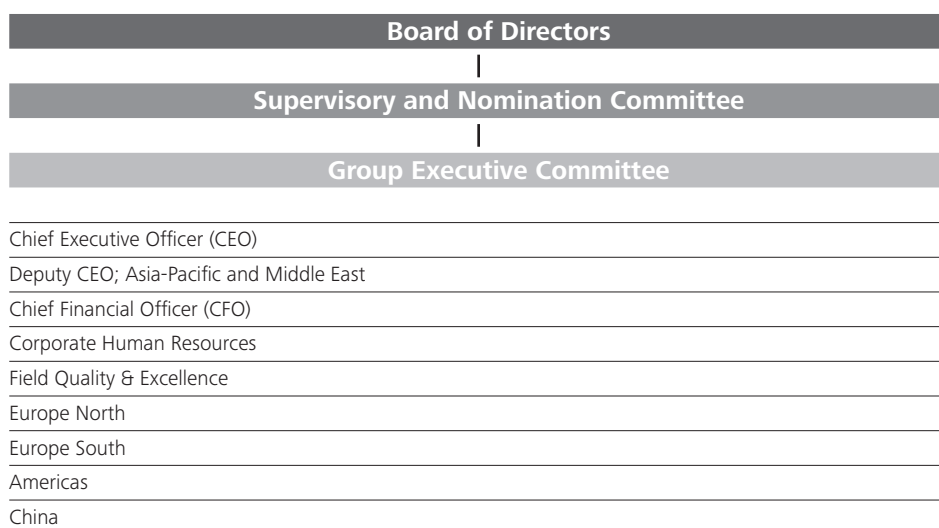 Board of Directors
Supervisory and Nomination Committee
Group Executive Committee
Chief Executive Officer (CEO)
Deputy CEO; Asia-Pacific and Middle East
Chief Financial Officer (CFO)
Corporate Human Resources
Field Quality & Excellence
Europe North
Europe South
Americas
China